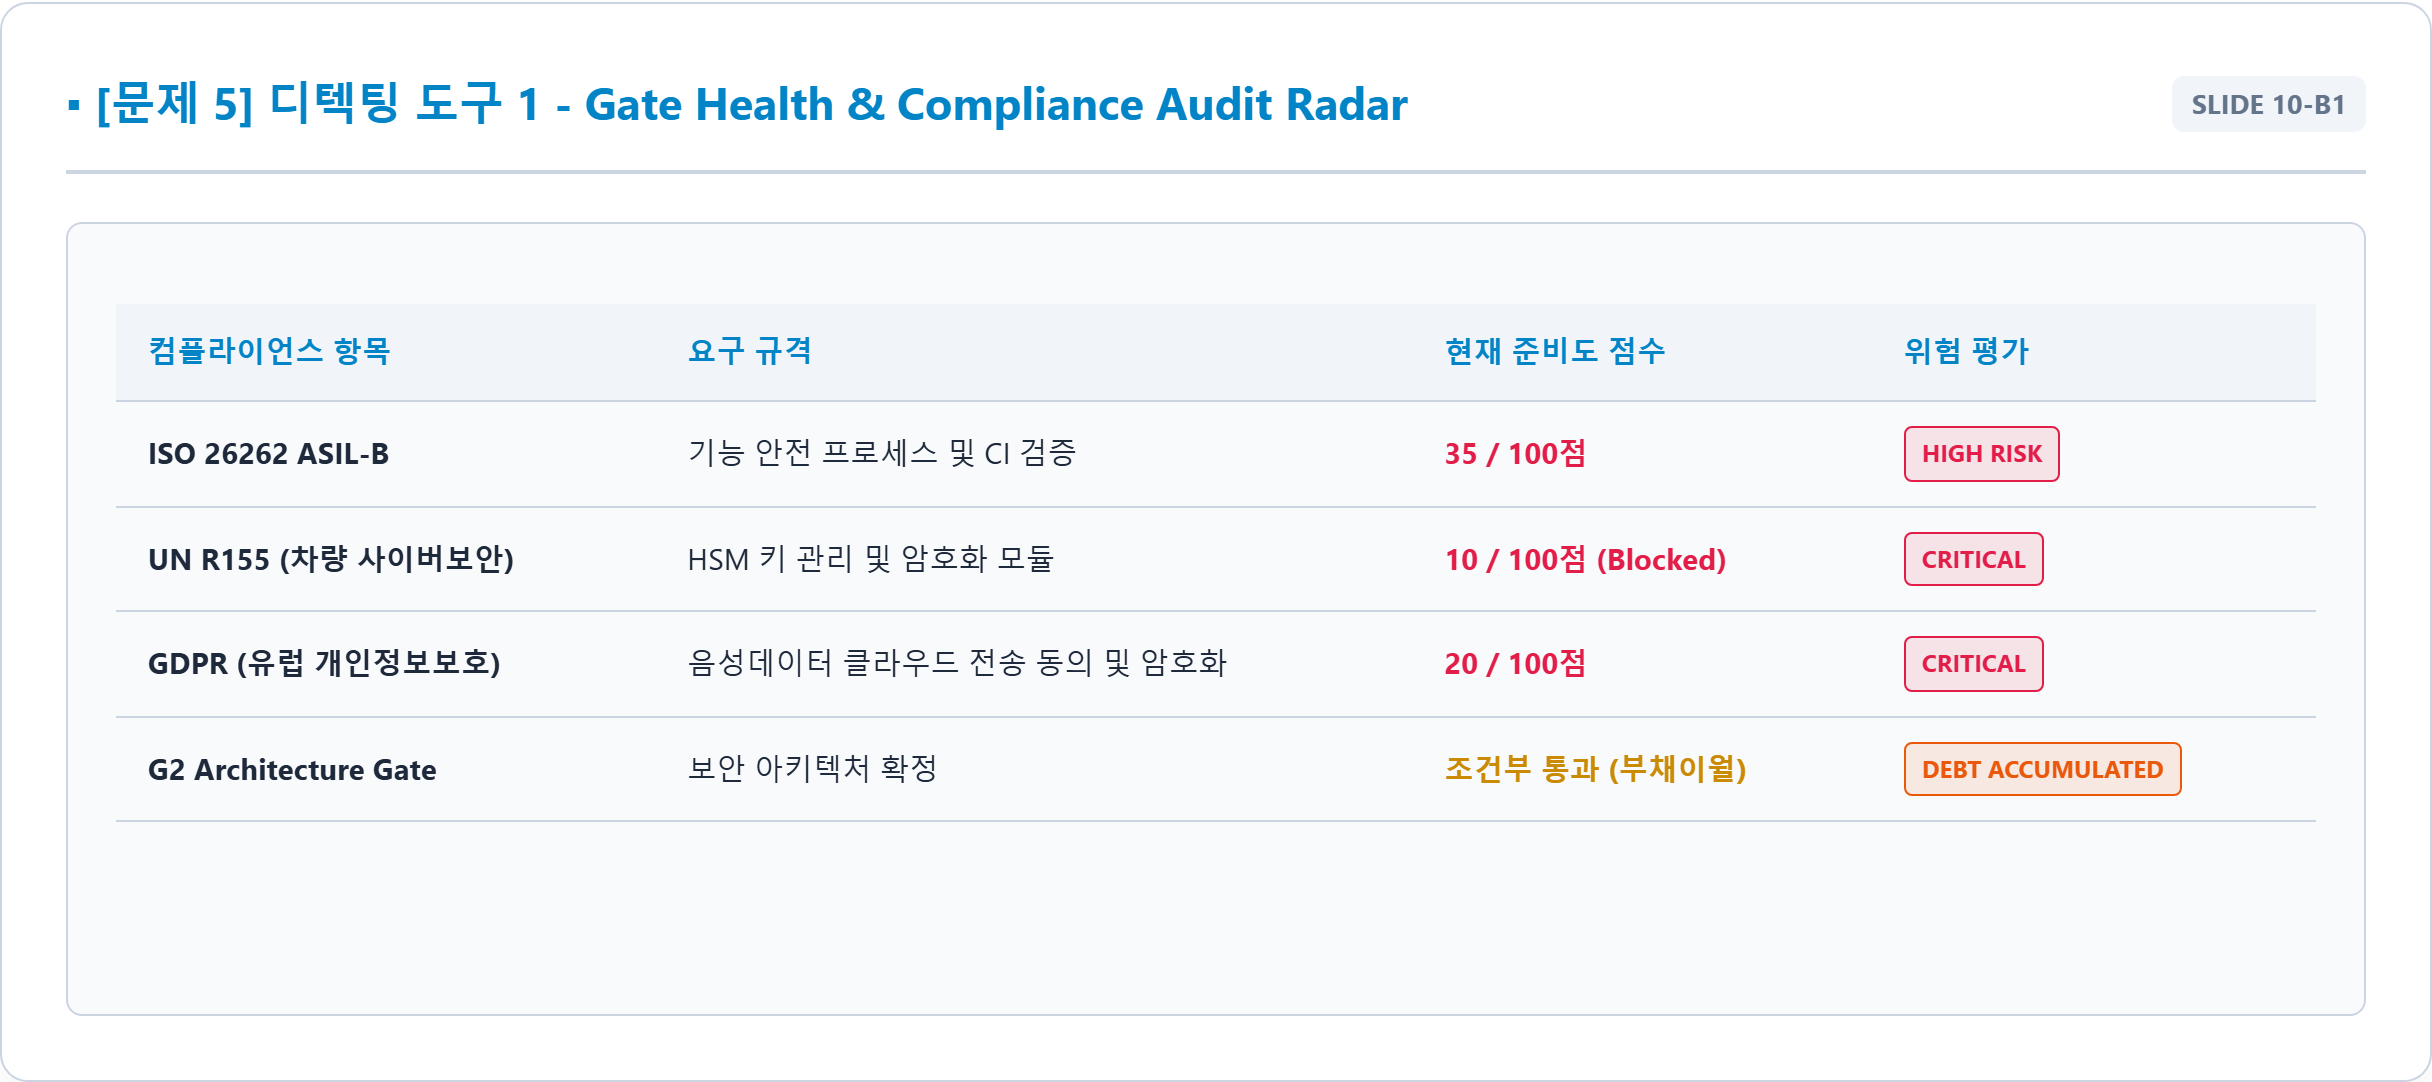 ▪ [문제 5] 디텍팅 도구 1 - Gate Health & Compliance Audit Radar
SLIDE 10-B1
컴플라이언스 항목 요구 규격 현재 준비도 점수 위험 평가
ISO 26262 ASIL-B 기능 안전 프로세스 및 CI 검증 35 / 100점 HIGH RISK
UN R155 (차량 사이버보안) HSM 키 관리 및 암호화 모듈 10 / 100점 (Blocked) CRITICAL
GDPR (유럽 개인정보보호) 음성데이터 클라우드 전송 동의 및 암호화 20 / 100점 CRITICAL
G2 Architecture Gate 보안 아키텍처 확정 조건부 통과 (부채이월) DEBT ACCUMULATED